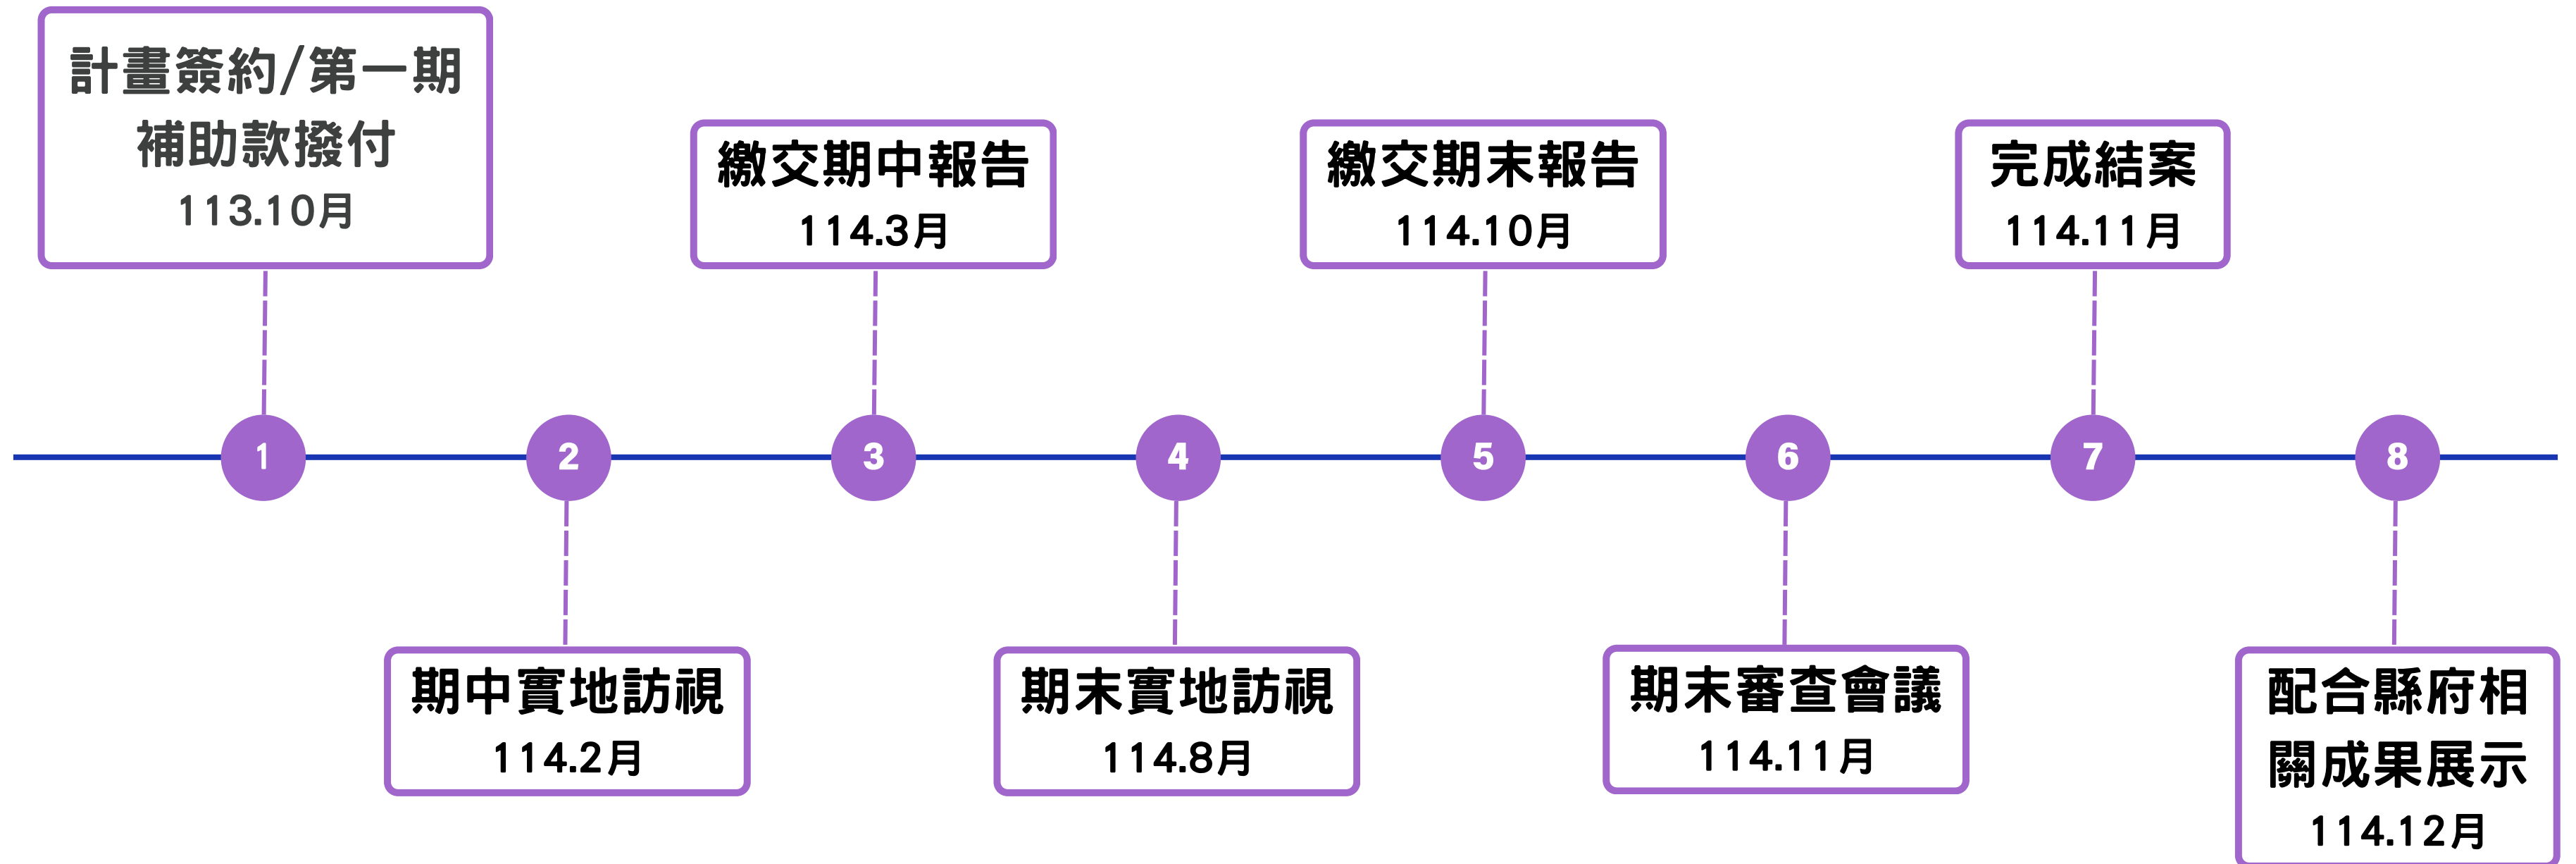 計畫簽約/第一期
補助款撥付
113.10月
繳交期中報告
114.3月
繳交期末報告
114.10月
完成結案
114.11月
1
2
3
4
5
6
7
8
期中實地訪視
114.2月
期末實地訪視
114.8月
期末審查會議
114.11月
配合縣府相
關成果展示
114.12月